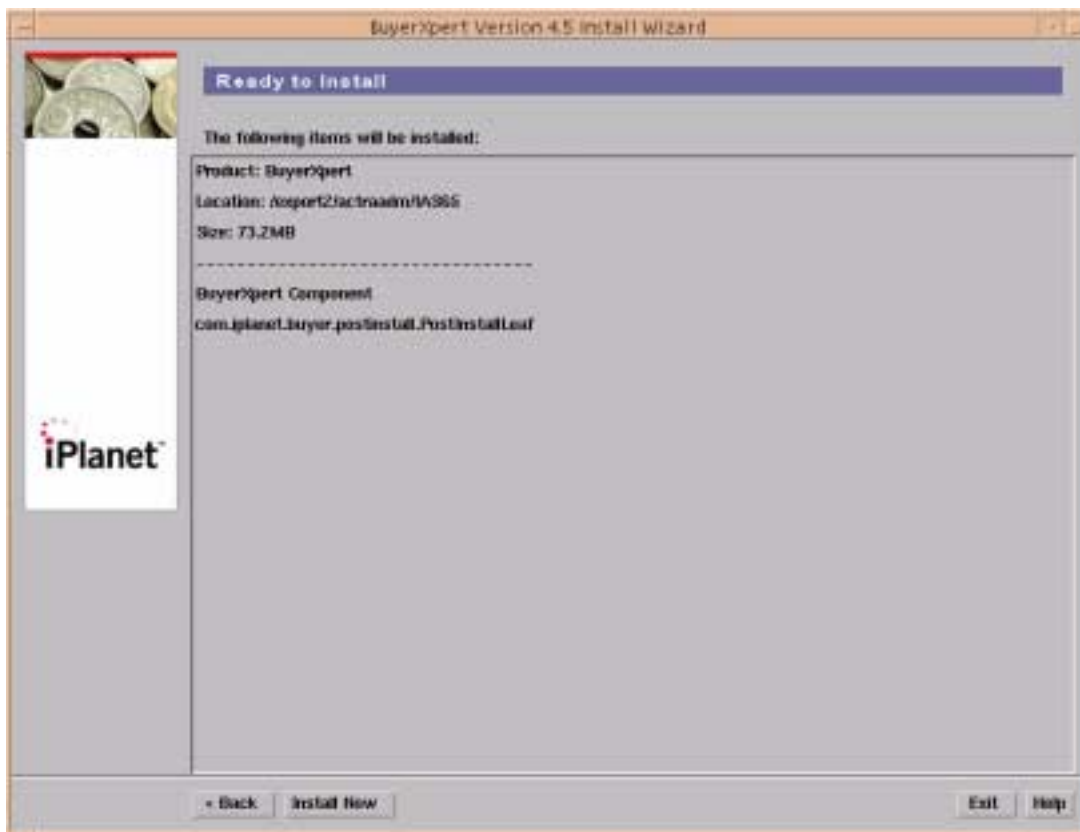 BuyerXpert Version 4.5 Install Wizard
Ready to Install
The following items will be installed:
Product: BuyerXpert
Location: /export2/actraadm/IAS65
Size: 73.2MB
----------------------------------
BuyerXpert Component
com.iplanet.buyer.postinstall.PostInstallLeaf
iPlanet
< Back
Install Now
Exit
Help